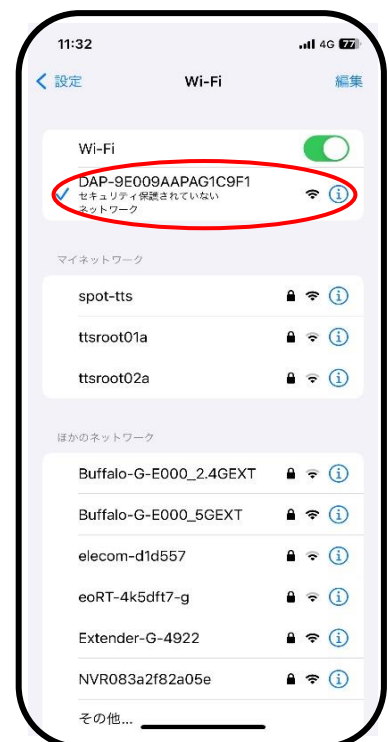 11:32
4G 77
設定
Wi-Fi
編集
Wi-Fi
DAP-9E009AAPAG1C9F1
セキュリティ保護されていない
ネットワーク
マイネットワーク
spot-tts
ttsroot01a
ttsroot02a
ほかのネットワーク
Buffalo-G-E000_2.4GEXT
Buffalo-G-E000_5GEXT
elecom-d1d557
eoRT-4k5dft7-g
Extender-G-4922
NVR083a2f82a05e
その他...